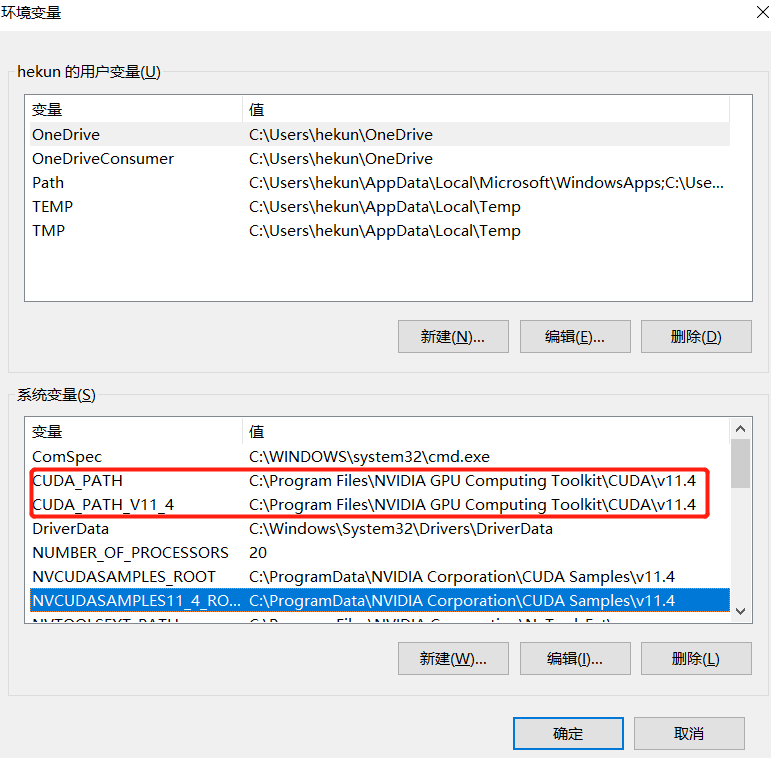 环境变量
hekun 的用户变量(U)
变量 值
OneDrive C:\Users\hekun\OneDrive
OneDriveConsumer C:\Users\hekun\OneDrive
Path C:\Users\hekun\AppData\Local\Microsoft\WindowsApps;C:\Use...
TEMP C:\Users\hekun\AppData\Local\Temp
TMP C:\Users\hekun\AppData\Local\Temp
新建(N)... 编辑(E)... 删除(D)
系统变量(S)
变量 值
ComSpec C:\WINDOWS\system32\cmd.exe
CUDA_PATH C:\Program Files\NVIDIA GPU Computing Toolkit\CUDA\v11.4
CUDA_PATH_V11_4 C:\Program Files\NVIDIA GPU Computing Toolkit\CUDA\v11.4
DriverData C:\Windows\System32\Drivers\DriverData
NUMBER_OF_PROCESSORS 20
NVCUDASAMPLES_ROOT C:\ProgramData\NVIDIA Corporation\CUDA Samples\v11.4
NVCUDASAMPLES11_4_RO... C:\ProgramData\NVIDIA Corporation\CUDA Samples\v11.4
新建(W)... 编辑(I)... 删除(L)
确定 取消